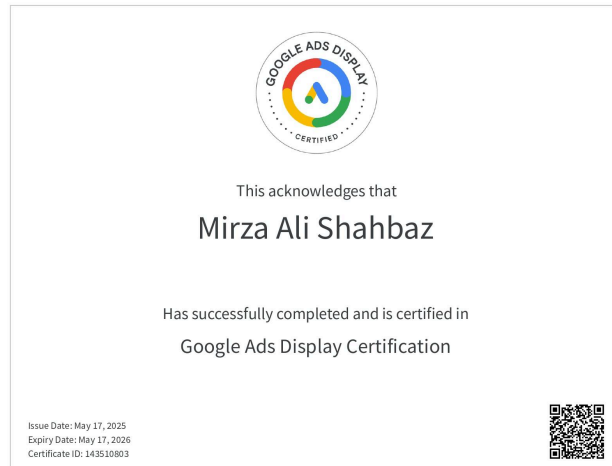 GOOGLE ADS DISPLAY
CERTIFIED
This acknowledges that
Mirza Ali Shahbaz
Has successfully completed and is certified in
Google Ads Display Certification
Issue Date: May 17, 2025
Expiry Date: May 17, 2026
Certificate ID: 143510803